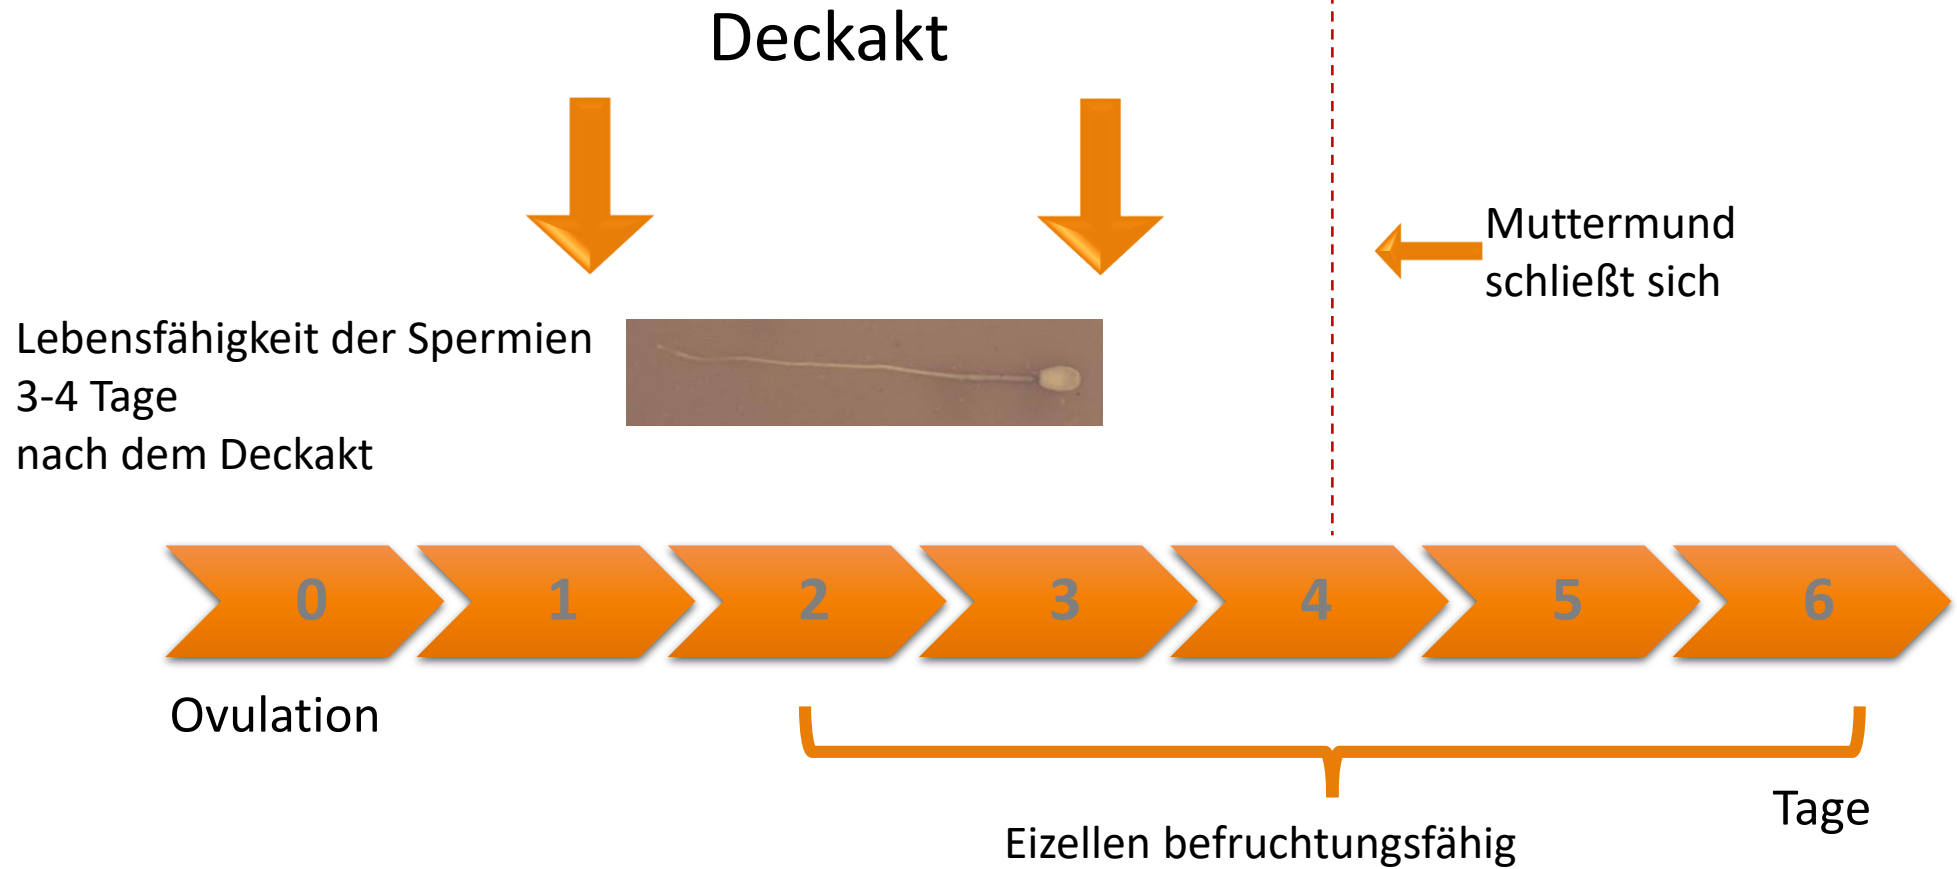 Deckakt
Muttermund
schließt sich
Lebensfähigkeit der Spermien
3-4 Tage
nach dem Deckakt
0 1 2 3 4 5 6
Ovulation
Tage
Eizellen befruchtungsfähig